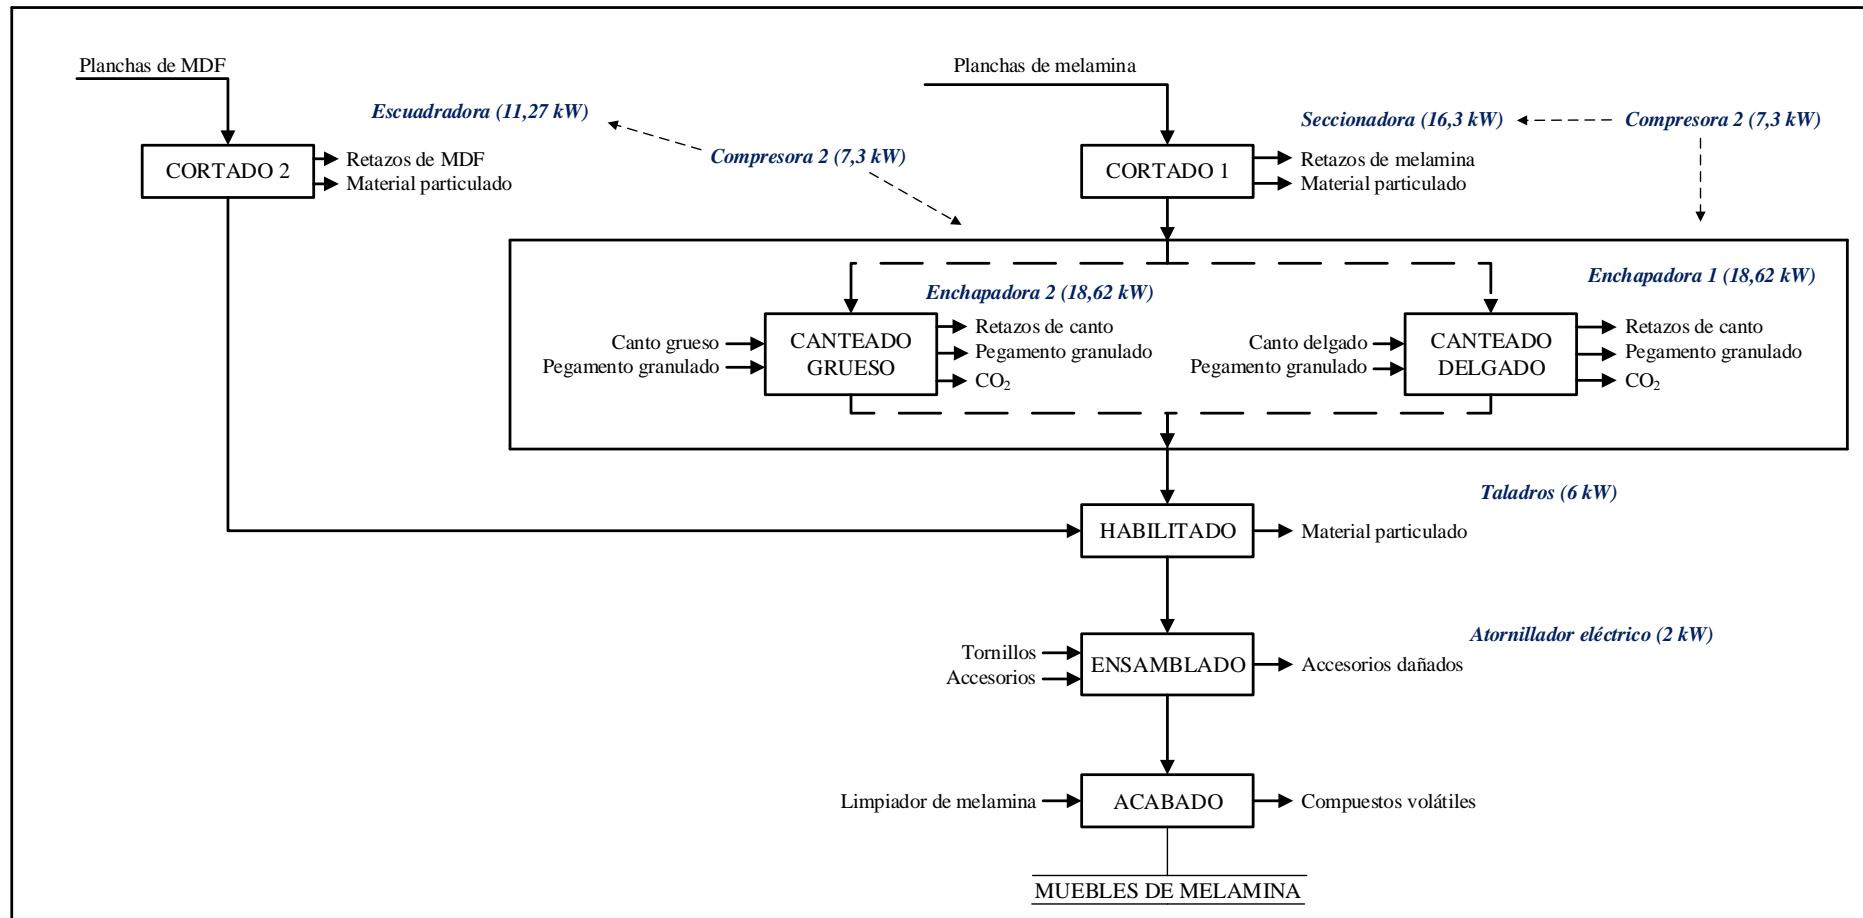 Planchas de MDF
Planchas de melamina
Escuadradora (11,27 kW)
Compresora 2 (7,3 kW)
Seccionadora (16,3 kW)
Compresora 2 (7,3 kW)
CORTADO 2
Retazos de MDF
Material particulado
CORTADO 1
Retazos de melamina
Material particulado
Enchapadora 2 (18,62 kW)
Enchapadora 1 (18,62 kW)
Canto grueso
Pegamento granulado
CANTEADO
GRUESO
Retazos de canto
Pegamento granulado
CO2
Canto delgado
Pegamento granulado
CANTEADO
DELGADO
Retazos de canto
Pegamento granulado
CO2
Taladros (6 kW)
HABILITADO
Material particulado
Atornillador eléctrico (2 kW)
Tornillos
Accesorios
ENSAMBLADO
Accesorios dañados
Limpiador de melamina
ACABADO
Compuestos volátiles
MUEBLES DE MELAMINA